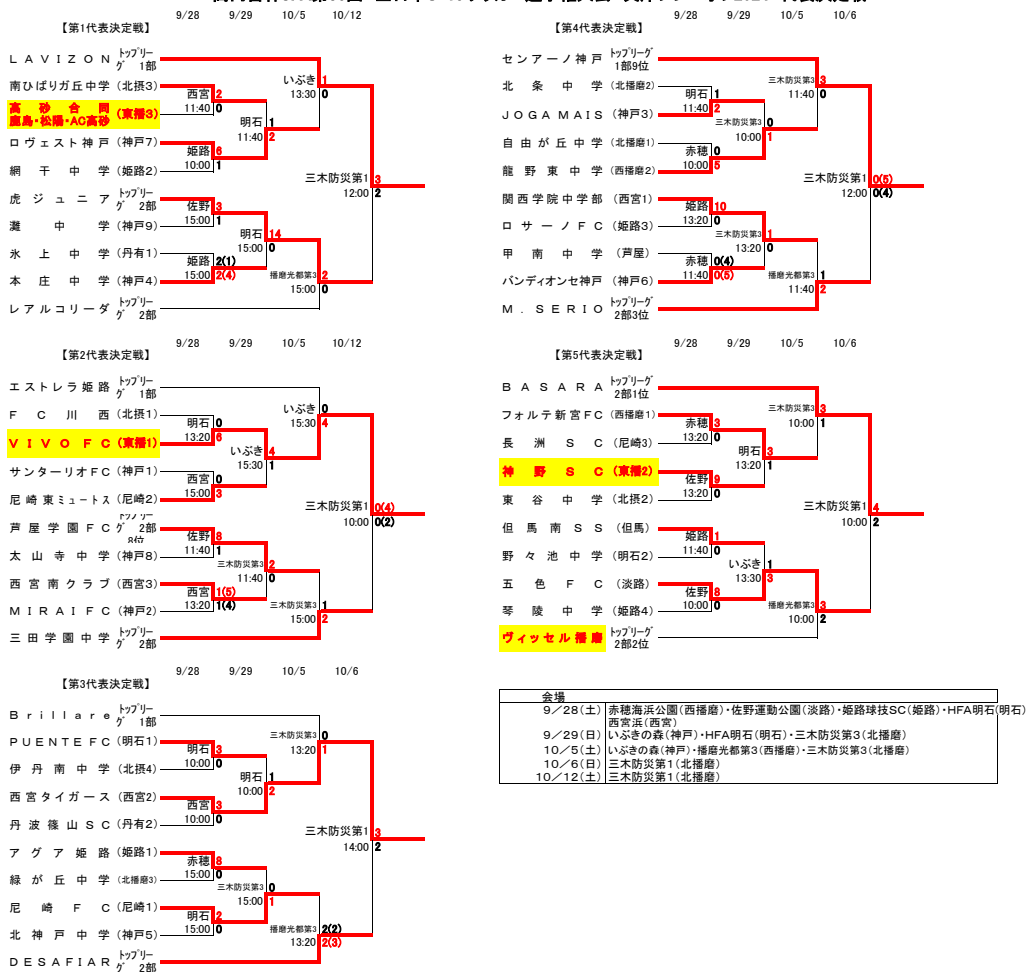 【第1代表決定戦】
9/28 9/29 10/5 10/12
LAVIZON トップリーグ 1部
南ひばりガ丘中学 (北摂3)
高砂合同 鹿島・松陽・AC高砂 (東播3)
ロヴェスト神戸 (神戸7)
網干中学 (姫路2)
虎ジュニア トップリーグ 2部
灘中学 (神戸9)
氷上中学 (丹有1)
本庄中学 (神戸4)
レアルコリーダ トップリーグ 2部
西宮 2
11:40 0
姫路 6
10:00 1
佐野 3
15:00 1
姫路 2(1)
15:00 2(4)
明石 1
11:40 2
明石 14
15:00 0
いぶき 1
13:30 0
播磨光都第3 2
15:00 0
三木防災第1 3
12:00 2
【第2代表決定戦】
9/28 9/29 10/5 10/12
エストレラ姫路 トップリーグ 1部
FC川西 (北摂1)
VIVO FC (東播1)
サンターリオFC (神戸1)
尼崎東ミュートス (尼崎2)
芦屋学園FC トップリーグ 2部 8位
太山寺中学 (神戸8)
西宮南クラブ (西宮3)
MIRAIFC (神戸2)
三田学園中学 トップリーグ 2部
明石 0
13:20 6
西宮 0
15:00 3
佐野 8
11:40 1
西宮 1(5)
13:20 1(4)
いぶき 4
15:30 1
三木防災第3 2
11:40 0
いぶき 0
15:30 4
三木防災第3 1
15:00 2
三木防災第1 0(4)
10:00 0(2)
【第3代表決定戦】
9/28 9/29 10/5 10/6
Brillare トップリーグ 1部
PUENTE FC (明石1)
伊丹南中学 (北摂4)
西宮タイガース (西宮2)
丹波篠山SC (丹有2)
アグア姫路 (姫路1)
緑が丘中学 (北播磨3)
尼崎FC (尼崎1)
北神戸中学 (神戸5)
DESAFIAR トップリーグ 2部
明石 3
10:00 0
西宮 3
10:00 0
赤穂 8
15:00 0
明石 2
15:00 0
明石 1
10:00 2
三木防災第3 0
15:00 1
三木防災第3 0
13:20 1
播磨光都第3 2(2)
13:20 2(3)
三木防災第1 3
14:00 2
【第4代表決定戦】
9/28 9/29 10/5 10/6
センアーノ神戸 トップリーグ 1部9位
北条中学 (北播磨2)
JOGA MAIS (神戸3)
自由が丘中学 (北播磨1)
龍野東中学 (西播磨2)
関西学院中学部 (西宮1)
ロサーノFC (姫路3)
甲南中学 (芦屋)
バンディオンセ神戸 (神戸6)
M.SERIO トップリーグ 2部3位
明石 1
11:40 2
赤穂 0
10:00 5
姫路 10
13:20 0
赤穂 0(4)
11:40 0(5)
三木防災第3 0
10:00 1
三木防災第3 1
13:20 0
三木防災第3 3
11:40 0
播磨光都第3 1
11:40 2
三木防災第1 0(5)
12:00 0(4)
【第5代表決定戦】
9/28 9/29 10/5 10/6
BASARA トップリーグ 2部1位
フォルテ新宮FC (西播磨1)
長洲SC (尼崎3)
神野SC (東播2)
東谷中学 (北摂2)
但馬南SS (但馬)
野々池中学 (明石2)
五色FC (淡路)
琴陵中学 (姫路4)
ヴィッセル播磨 トップリーグ 2部2位
赤穂 3
13:20 0
佐野 9
13:20 0
姫路 1
11:40 0
佐野 8
10:00 0
明石 3
13:20 1
いぶき 1
13:30 3
三木防災第3 3
10:00 1
播磨光都第3 3
10:00 2
三木防災第1 4
10:00 2
会場
9/28(土) 赤穂海浜公園(西播磨)・佐野運動公園(淡路)・姫路球技SC(姫路)・HFA明石(明石)
西宮浜(西宮)
9/29(日) いぶきの森(神戸)・HFA明石(明石)・三木防災第3(北播磨)
10/5(土) いぶきの森(神戸)・播磨光都第3(西播磨)・三木防災第3(北播磨)
10/6(日) 三木防災第1(北播磨)
10/12(土) 三木防災第1(北播磨)